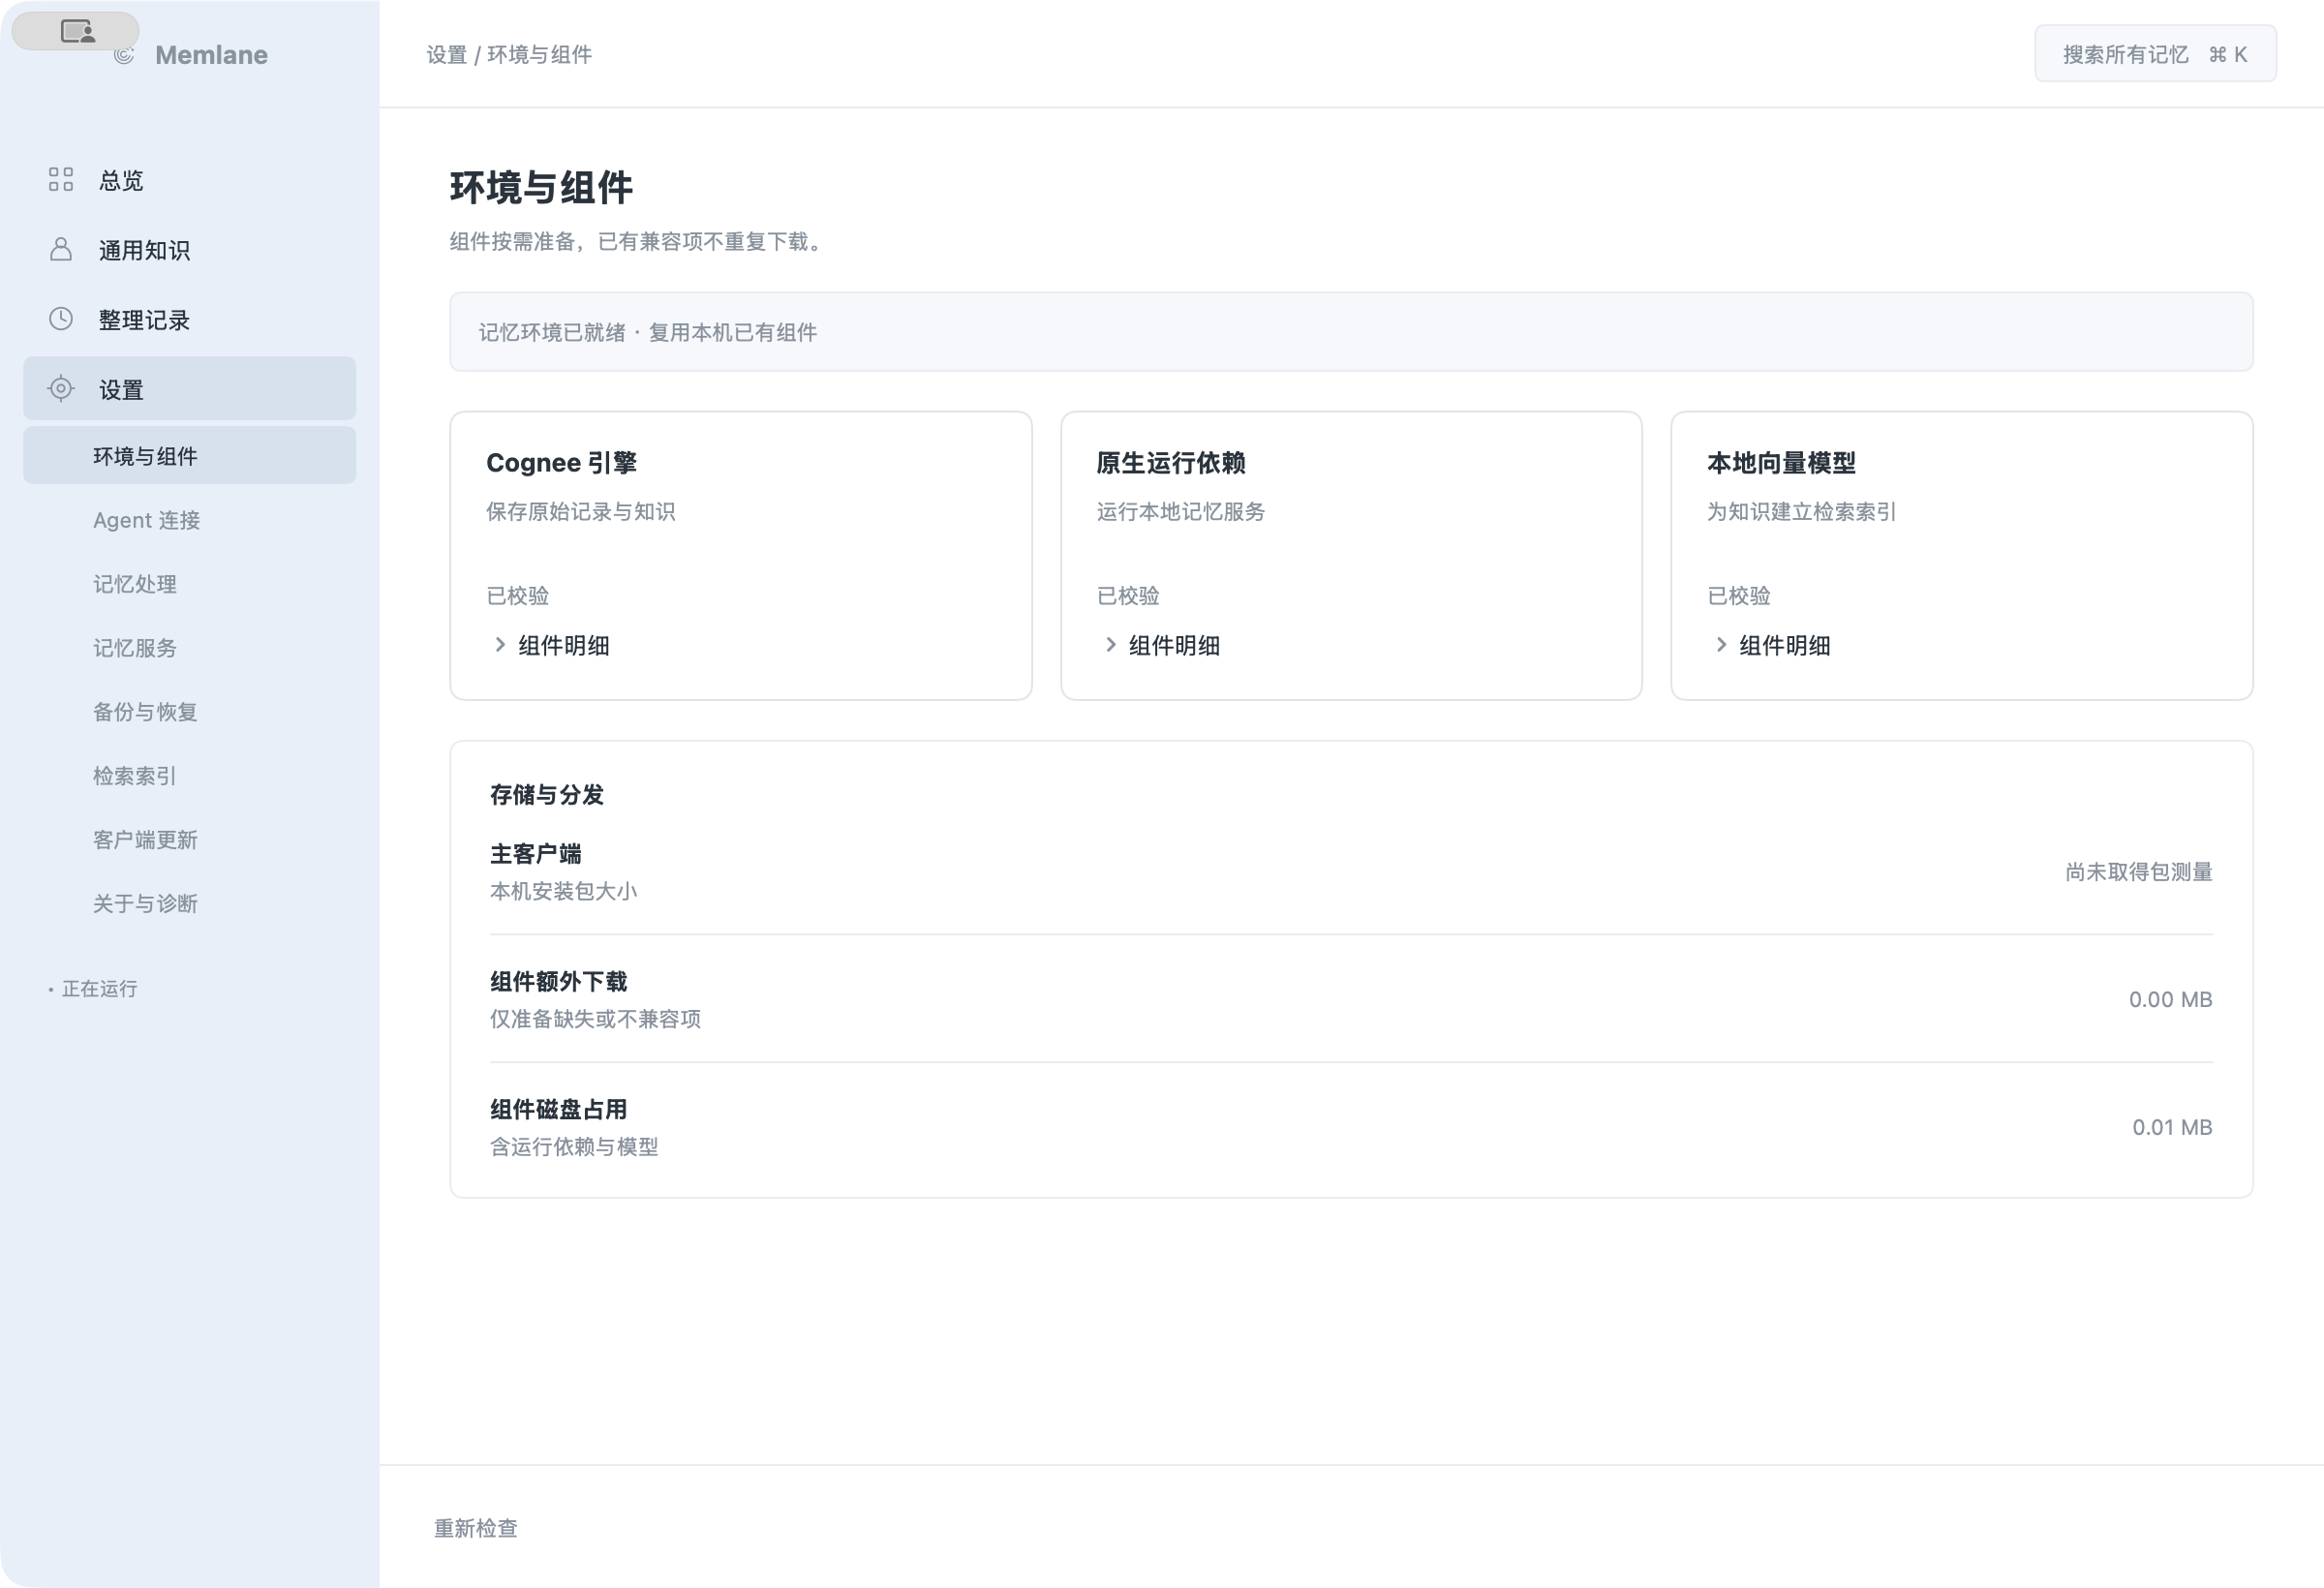 Memlane
设置 / 环境与组件
搜索所有记忆 ⌘ K
总览
通用知识
整理记录
设置
环境与组件
Agent 连接
记忆处理
记忆服务
备份与恢复
检索索引
客户端更新
关于与诊断
• 正在运行
环境与组件
组件按需准备，已有兼容项不重复下载。
记忆环境已就绪 · 复用本机已有组件
Cognee 引擎
保存原始记录与知识
已校验
组件明细
原生运行依赖
运行本地记忆服务
已校验
组件明细
本地向量模型
为知识建立检索索引
已校验
组件明细
存储与分发
主客户端
本机安装包大小
尚未取得包测量
组件额外下载
仅准备缺失或不兼容项
0.00 MB
组件磁盘占用
含运行依赖与模型
0.01 MB
重新检查